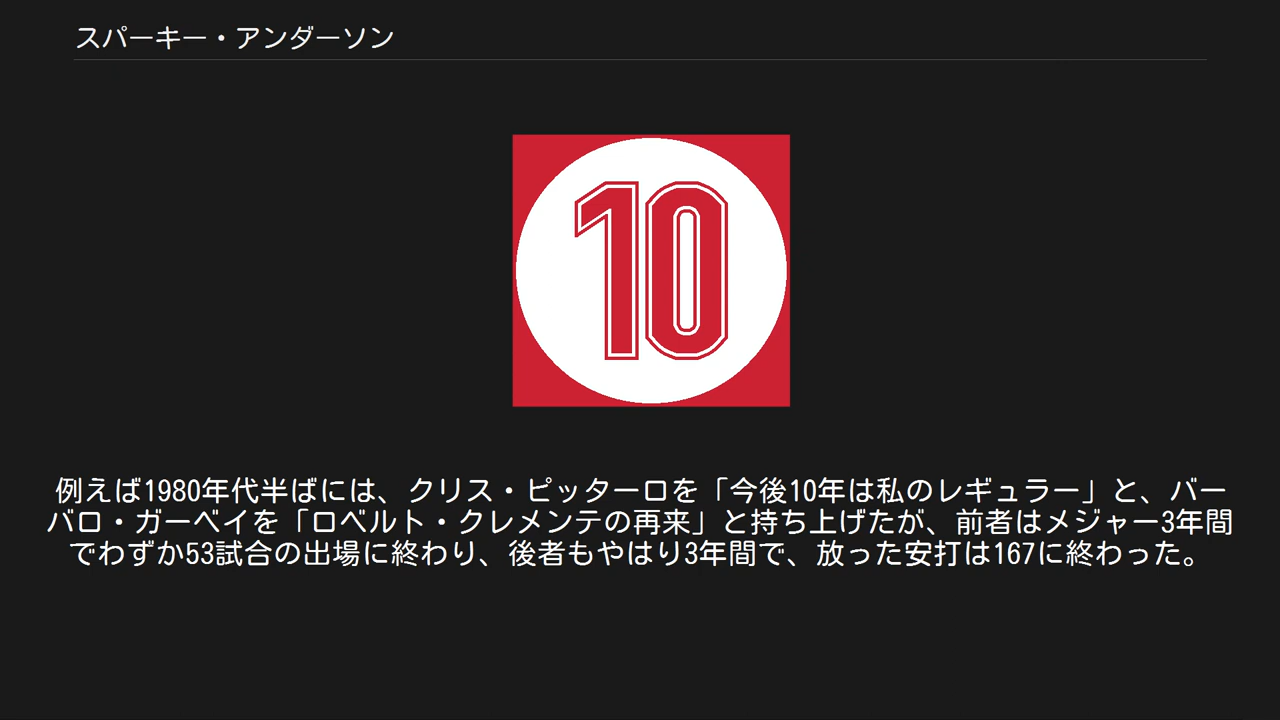 スパーキー・アンダーソン
10
例えば1980年代半ばには、クリス・ピッターロを「今後10年は私のレギュラー」と、バー
バロ・ガーベイを「ロベルト・クレメンテの再来」と持ち上げたが、前者はメジャー3年間
でわずか53試合の出場に終わり、後者もやはり3年間で、放った安打は167に終わった。